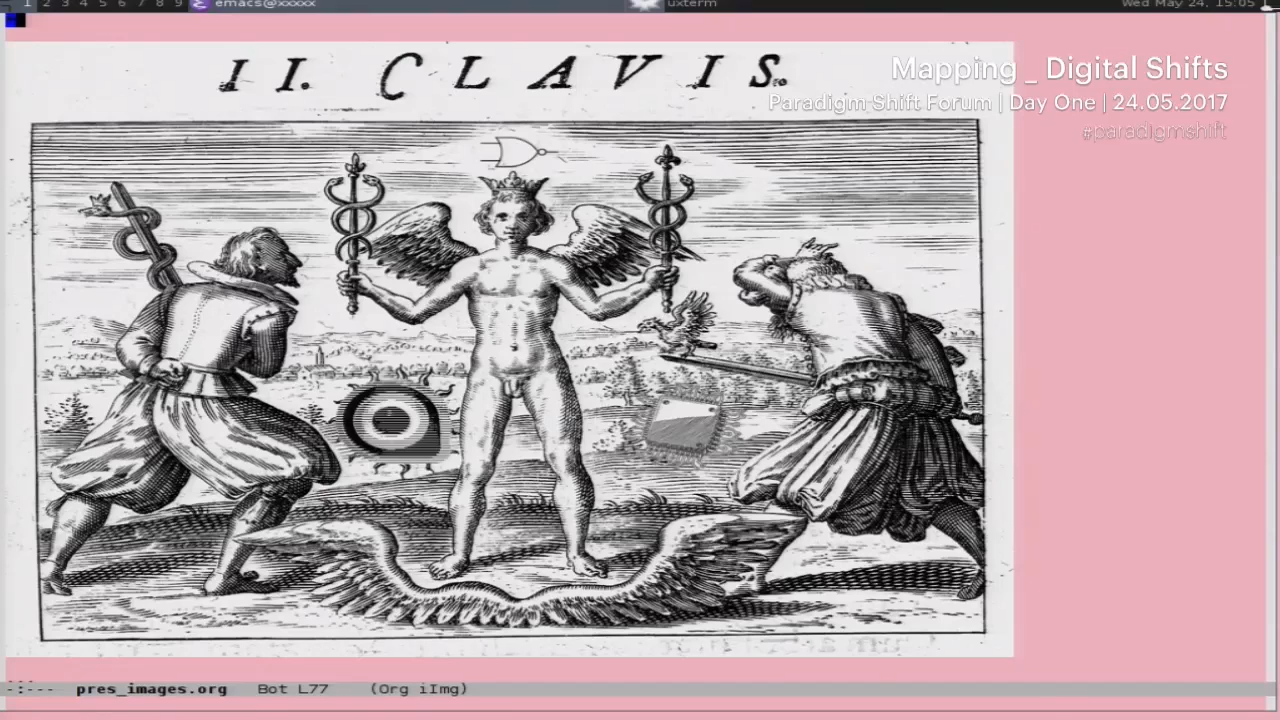 1 2 3 4 5 6 7 8 9 emacs@xxxxx uxterm Wed May 24, 15:05
II. CLAVIS.
Mapping _ Digital Shifts
Paradigm Shift Forum | Day One | 24.05.2017
#paradigmshift
-:--- pres_images.org Bot L77 (Org iImg)